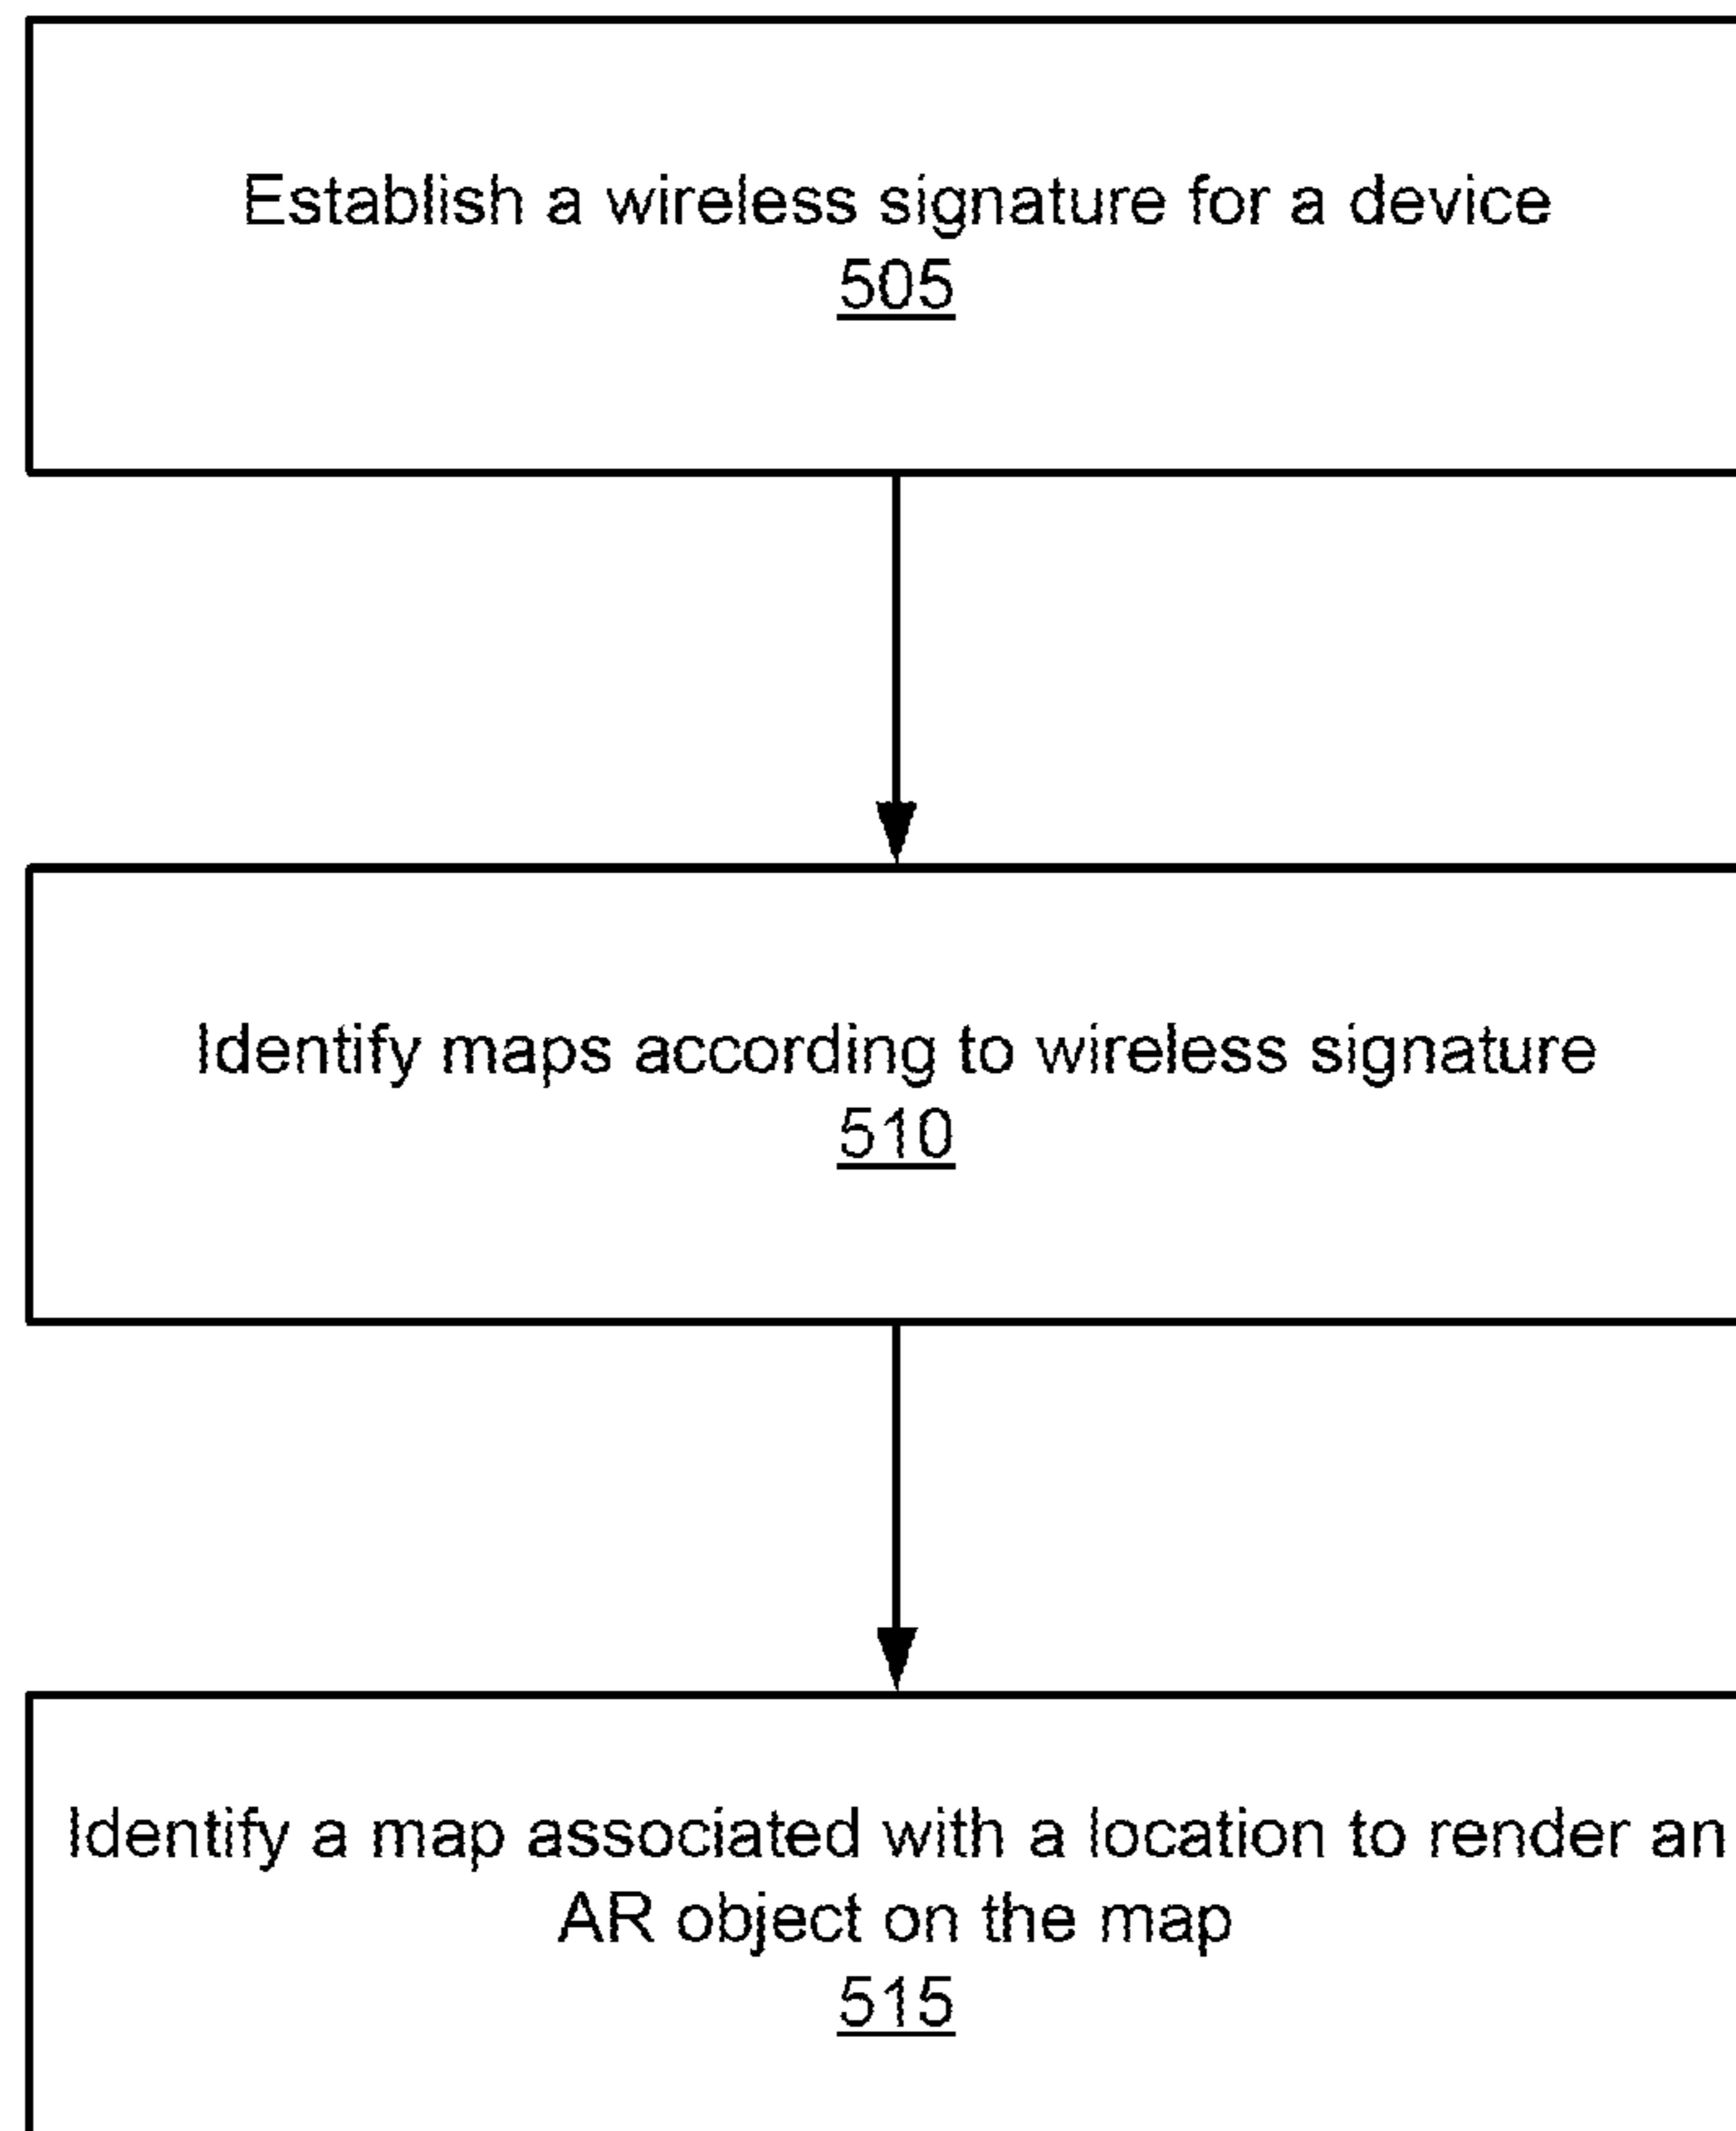 Establish a wireless signature for a device
505
Identify maps according to wireless signature
510
Identify a map associated with a location to render an
AR object on the map
515